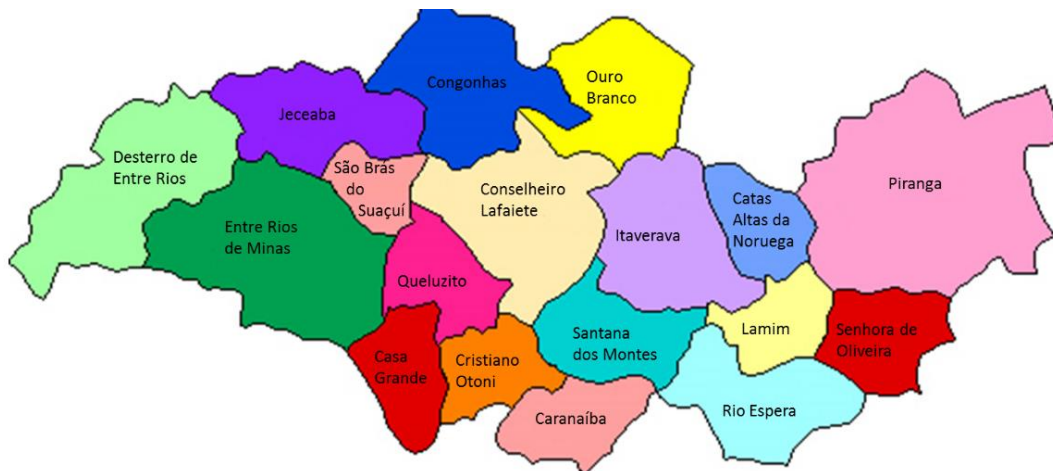 Congonhas
Ouro
Branco
Jeceaba
Desterro de
Entre Rios
São Brás
do
Suaçuí
Conselheiro
Lafaiete
Catas
Altas da
Noruega
Piranga
Entre Rios
de Minas
Itaverava
Queluzito
Santana
dos Montes
Lamim
Senhora de
Oliveira
Casa
Grande
Cristiano
Otoni
Caranaíba
Rio Espera